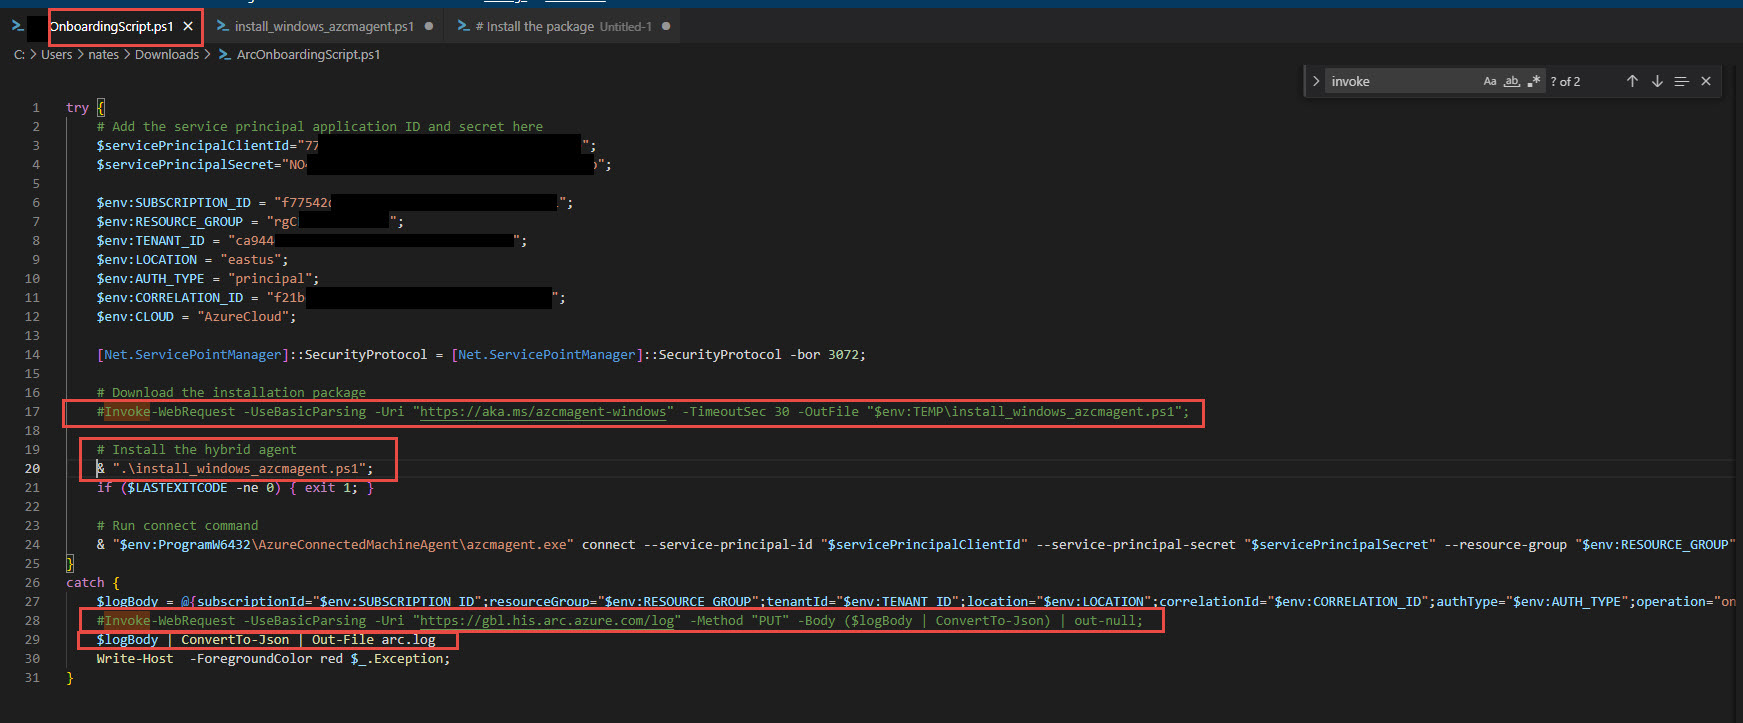 OnboardingScript.ps1 × install_windows_azcmagent.ps1 ● # Install the package Untitled-1 ●
C: > Users > nates > Downloads > ArcOnboardingScript.ps1
invoke Aa ab .* ? of 2
1 try {
2 # Add the service principal application ID and secret here
3 $servicePrincipalClientId="77 ";
4 $servicePrincipalSecret="NO ";
5
6 $env:SUBSCRIPTION_ID = "f77542 ";
7 $env:RESOURCE_GROUP = "rgC ";
8 $env:TENANT_ID = "ca944 ";
9 $env:LOCATION = "eastus";
10 $env:AUTH_TYPE = "principal";
11 $env:CORRELATION_ID = "f21b ";
12 $env:CLOUD = "AzureCloud";
13
14 [Net.ServicePointManager]::SecurityProtocol = [Net.ServicePointManager]::SecurityProtocol -bor 3072;
15
16 # Download the installation package
17 #Invoke-WebRequest -UseBasicParsing -Uri "https://aka.ms/azcmagent-windows" -TimeoutSec 30 -OutFile "$env:TEMP\install_windows_azcmagent.ps1";
18
19 # Install the hybrid agent
20 & ".\install_windows_azcmagent.ps1";
21 if ($LASTEXITCODE -ne 0) { exit 1; }
22
23 # Run connect command
24 & "$env:ProgramW6432\AzureConnectedMachineAgent\azcmagent.exe" connect --service-principal-id "$servicePrincipalClientId" --service-principal-secret "$servicePrincipalSecret" --resource-group "$env:RESOURCE_GROUP"
25 }
26 catch {
27 $logBody = @{subscriptionId="$env:SUBSCRIPTION_ID";resourceGroup="$env:RESOURCE_GROUP";tenantId="$env:TENANT_ID";location="$env:LOCATION";correlationId="$env:CORRELATION_ID";authType="$env:AUTH_TYPE";operation="on
28 #Invoke-WebRequest -UseBasicParsing -Uri "https://gbl.his.arc.azure.com/log" -Method "PUT" -Body ($logBody | ConvertTo-Json) | out-null;
29 $logBody | ConvertTo-Json | Out-File arc.log
30 Write-Host -ForegroundColor red $_.Exception;
31 }